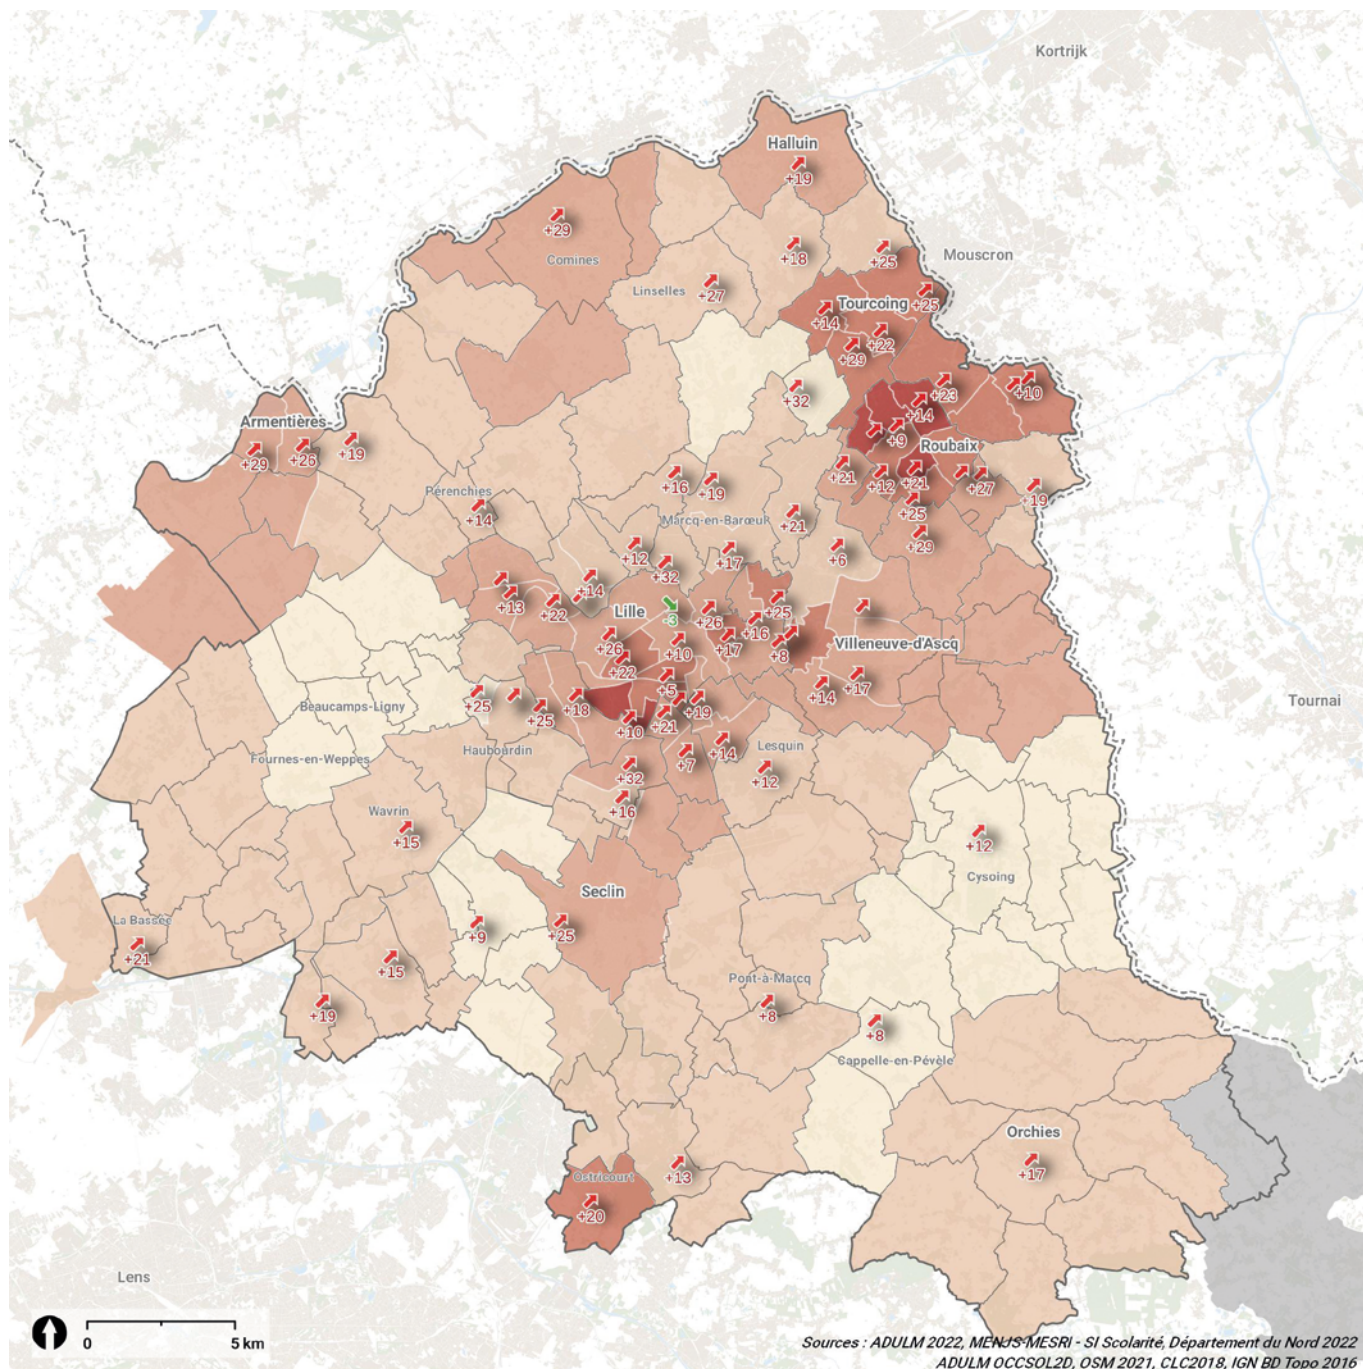 Kortrijk
Halluin
+19
+29
Comines
+18
+25
Mouscron
Linselles
+27
Tourcoing
+25
+14
+22
+29
+32
+23
+10
+14
Armentières
+9
Roubaix
+29
+26
+19
+21
+12
+21
+27
+16
+19
+19
Pérenchies
+14
+25
Marcq-en-Barœul
+21
+29
+12
+17
+6
+32
+14
+13
+22
Lille
-3
+26
+25
+16
+26
+10
+17
+8
Villeneuve-d'Ascq
+22
+5
+14
+17
Tournai
+25
+25
+18
+19
Beaucamps-Ligny
+10
+21
Haubourdin
+14
Lesquin
Fournes-en-Weppes
+7
+12
+32
+16
Wavrin
+15
+12
Cysoing
Seclin
La Bassée
+9
+25
+21
+15
Pont-à-Marcq
+19
+8
+8
Cappelle-en-Pévèle
Orchies
+17
+13
Ostricourt
+20
Lens
0 5 km
Sources : ADULM 2022, MENJS-MESRI - SI Scolarité, Département du Nord 2022
ADULM OCCSOL2D, OSM 2021, CLC2018, IGN BD Topo 2016